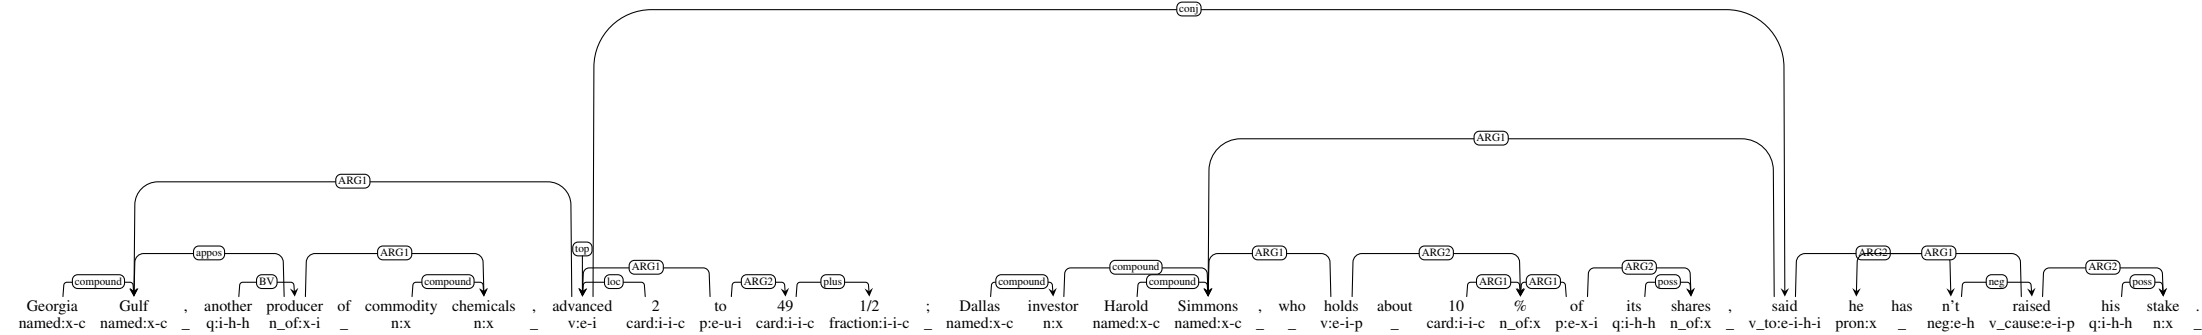 conj
ARG1
ARG1
top
appos ARG1 ARG1 ARG2 ARG2 ARG1
ARG1 compound ARG2 ARG2
compound BV compound loc ARG2 plus compound compound ARG1 ARG1 poss neg poss
Georgia Gulf , another producer of commodity chemicals , advanced 2 to 49 1/2 ; Dallas investor Harold Simmons , who holds about 10 % of its shares , said he has n't raised his stake .
named:x-c named:x-c _ q:i-h-h n_of:x-i _ n:x n:x _ v:e-i card:i-i-c p:e-u-i card:i-i-c fraction:i-i-c _ named:x-c n:x named:x-c named:x-c _ _ v:e-i-p _ card:i-i-c n_of:x p:e-x-i q:i-h-h n_of:x _ v_to:e-i-h-i pron:x _ neg:e-h v_cause:e-i-p q:i-h-h n:x _